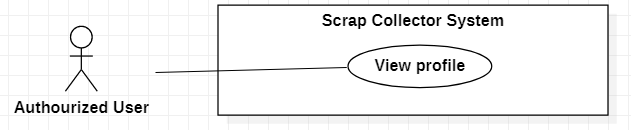 Scrap Collector System
View profile
Authourized User